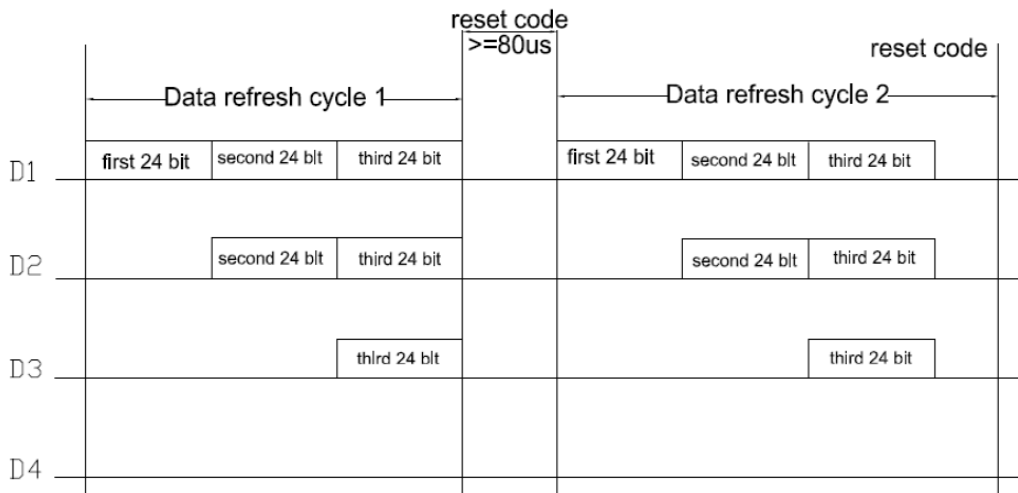 reset code
>=80us
reset code
Data refresh cycle 1
Data refresh cycle 2
D1 first 24 bit second 24 blt third 24 bit first 24 bit second 24 blt third 24 bit
D2 second 24 blt third 24 bit second 24 blt third 24 bit
D3 thlrd 24 blt third 24 bit
D4